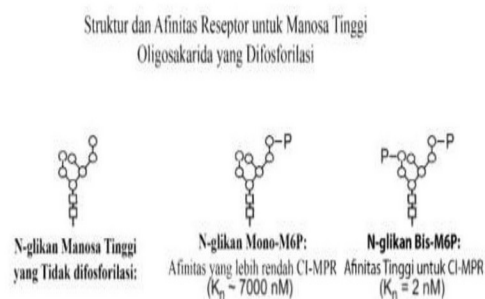 Struktur dan Afinitas Reseptor untuk Manosa Tinggi
Oligosakarida yang Difosforilasi
P
P
P
N-glikan Manosa Tinggi
yang Tidak difosforilasi:
N-glikan Mono-M6P:
Afinitas yang lebih rendah CI-MPR
(Kn ~ 7000 nM)
N-glikan Bis-M6P:
Afinitas Tinggi untuk CI-MPR
(Kn = 2 nM)